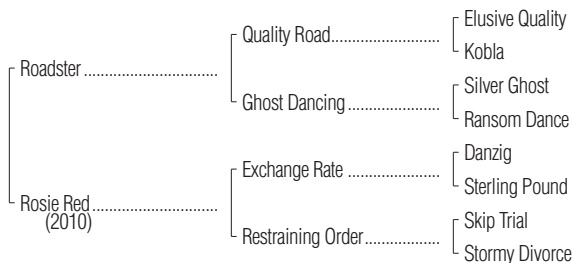 Elusive Quality
Quality Road
Kobla
Roadster
Silver Ghost
Ghost Dancing
Ransom Dance
Danzig
Exchange Rate
Sterling Pound
Rosie Red
(2010)
Skip Trial
Restraining Order
Stormy Divorce